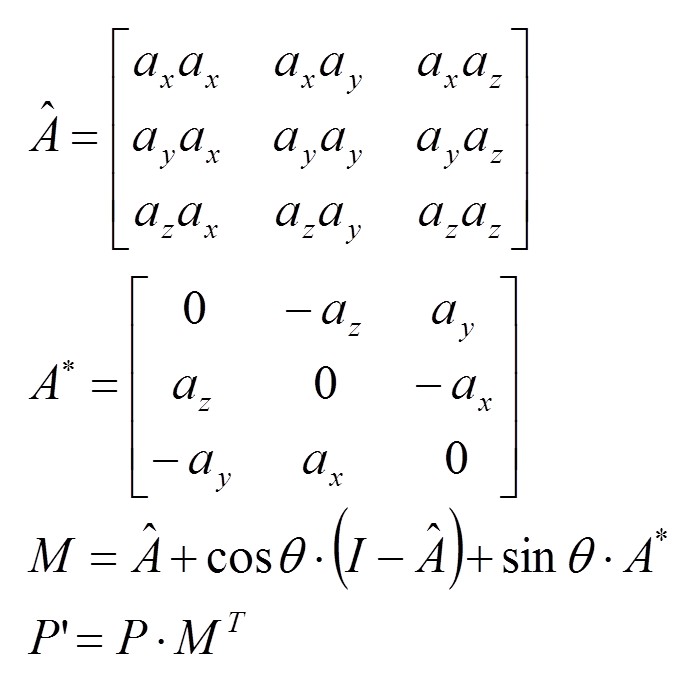 Â = [ aₓaₓ aₓa_y aₓa_z
a_yaₓ a_ya_y a_ya_z
a_zaₓ a_za_y a_za_z ]
A* = [ 0 −a_z a_y
a_z 0 −aₓ
−a_y aₓ 0 ]
M = Â + cos θ · (I − Â) + sin θ · A*
P' = P · Mᵀ